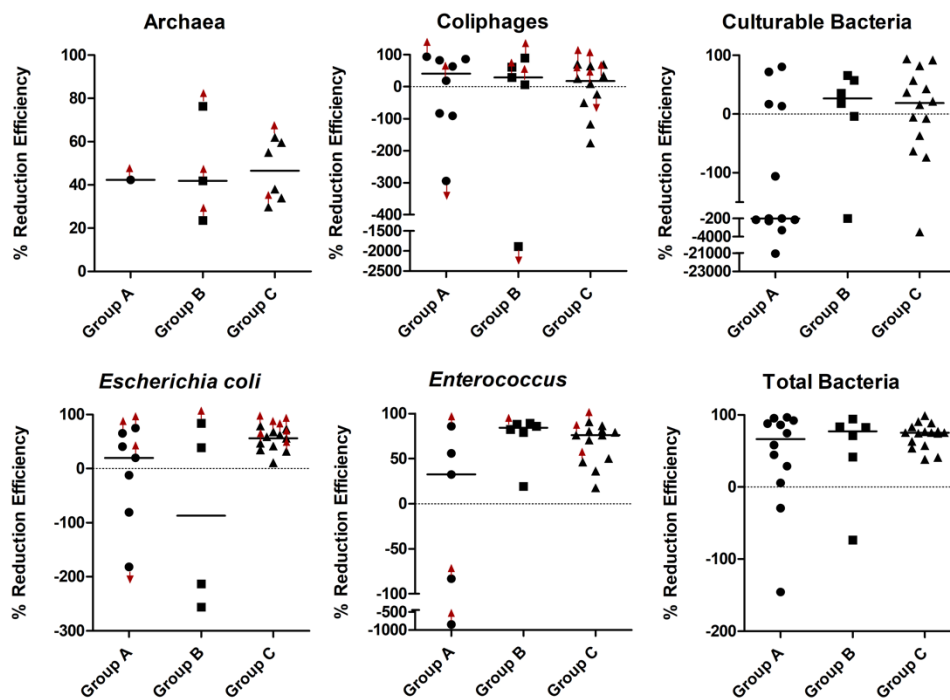 Archaea
% Reduction Efficiency
100
80
60
40
20
0
Group A
Group B
Group C
Coliphages
% Reduction Efficiency
100
0
-100
-200
-300
-400
-500
-2000
-2500
Group A
Group B
Group C
Culturable Bacteria
% Reduction Efficiency
100
0
-100
-200
-4000
-21000
-23000
Group A
Group B
Group C
Escherichia coli
% Reduction Efficiency
100
0
-100
-200
-300
Group A
Group B
Group C
Enterococcus
% Reduction Efficiency
100
50
0
-50
-100
-500
-1000
Group A
Group B
Group C
Total Bacteria
% Reduction Efficiency
100
0
-100
-200
Group A
Group B
Group C